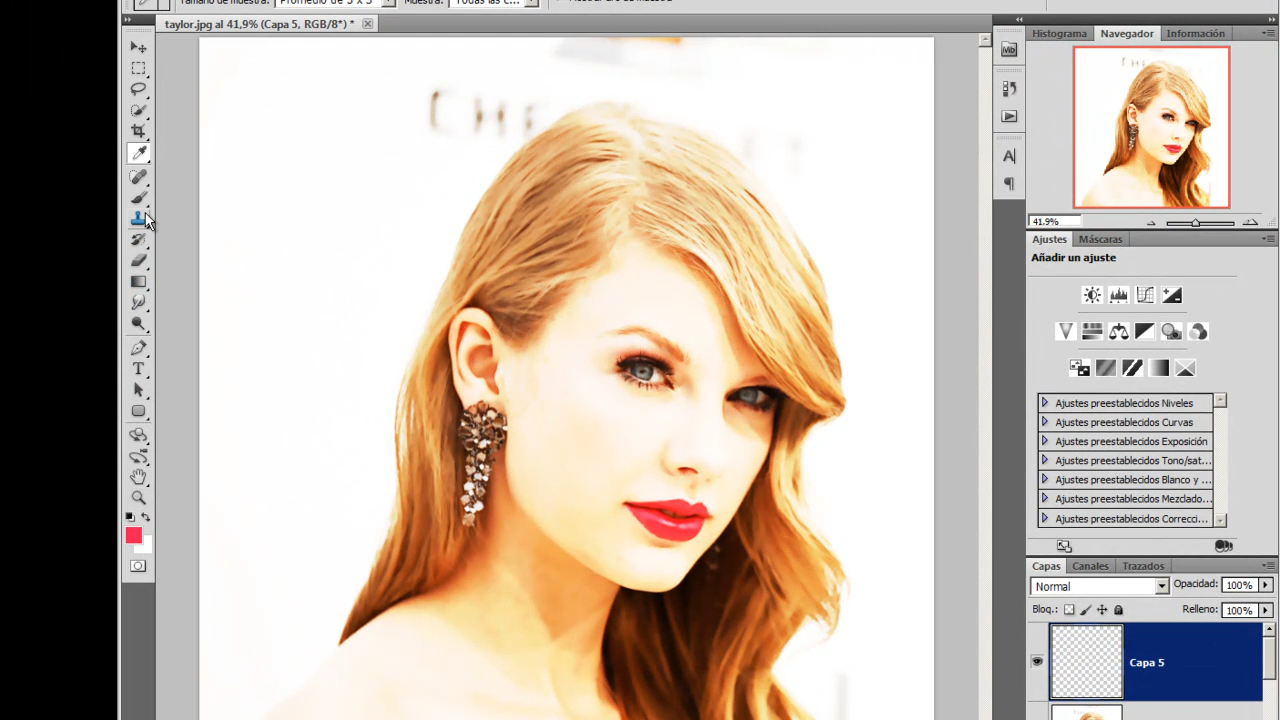 Tamaño de muestra: Promedio de 5 x 5
Muestra: Todas las c...
taylor.jpg al 41,9% (Capa 5, RGB/8*) *
CHE
Mb
A
T
Histograma
Navegador
Información
41.9%
Ajustes
Máscaras
Añadir un ajuste
Ajustes preestablecidos Niveles
Ajustes preestablecidos Curvas
Ajustes preestablecidos Exposición
Ajustes preestablecidos Tono/sat...
Ajustes preestablecidos Blanco y ...
Ajustes preestablecidos Mezclado...
Ajustes preestablecidos Correcci...
Capas
Canales
Trazados
Normal
Opacidad: 100%
Bloq.:
Relleno: 100%
Capa 5